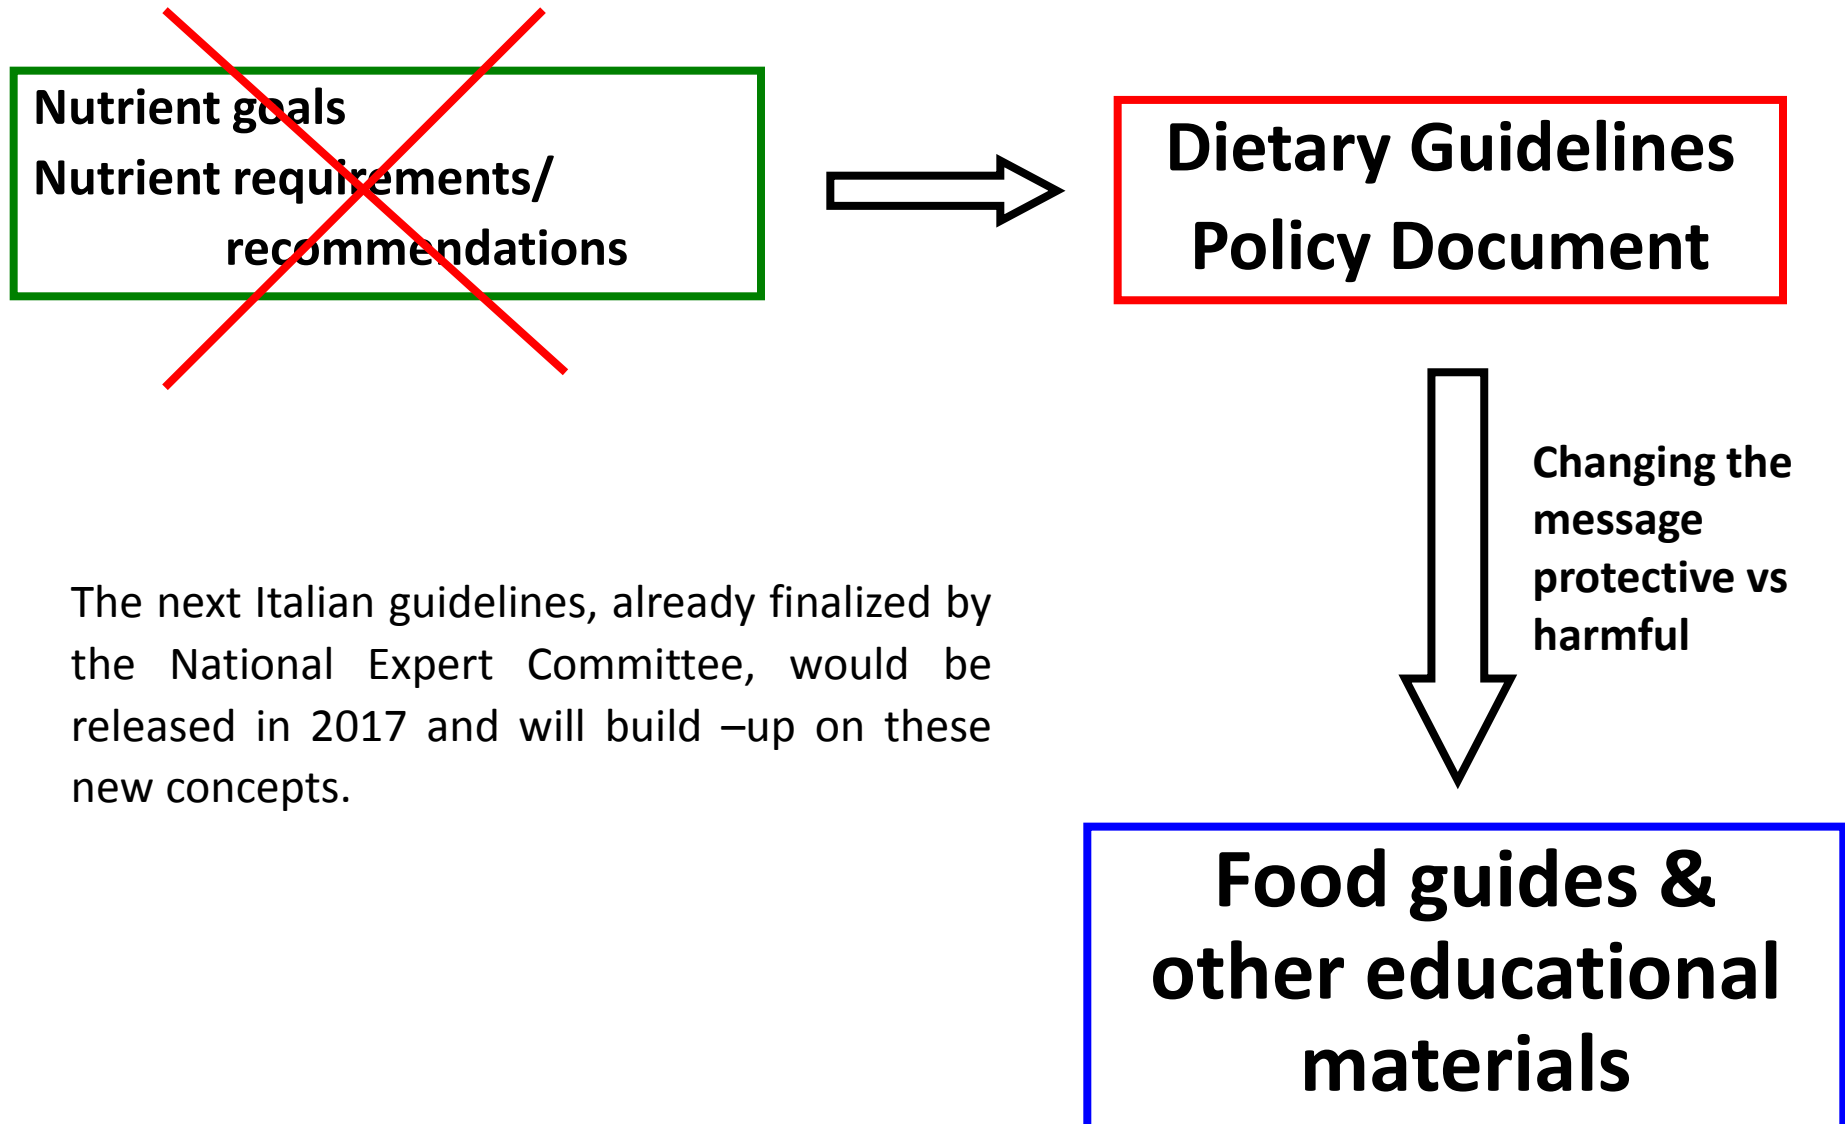 Nutrient goals
Nutrient requirements/
recommendations
Dietary Guidelines
Policy Document
Changing the
message
protective vs
harmful
The next Italian guidelines, already finalized by
the National Expert Committee, would be
released in 2017 and will build –up on these
new concepts.
Food guides &
other educational
materials